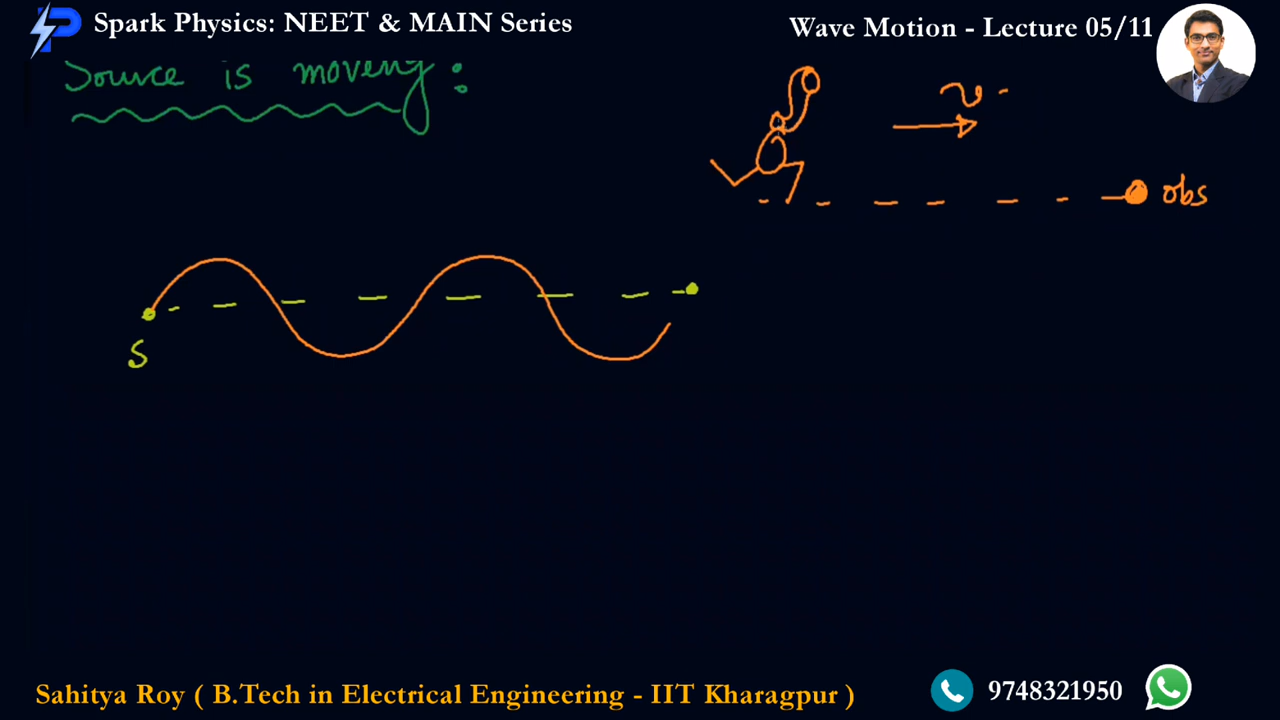 Spark Physics: NEET & MAIN Series
Wave Motion - Lecture 05/11
Source is moving:
v
obs
S
Sahitya Roy ( B.Tech in Electrical Engineering - IIT Kharagpur )
9748321950